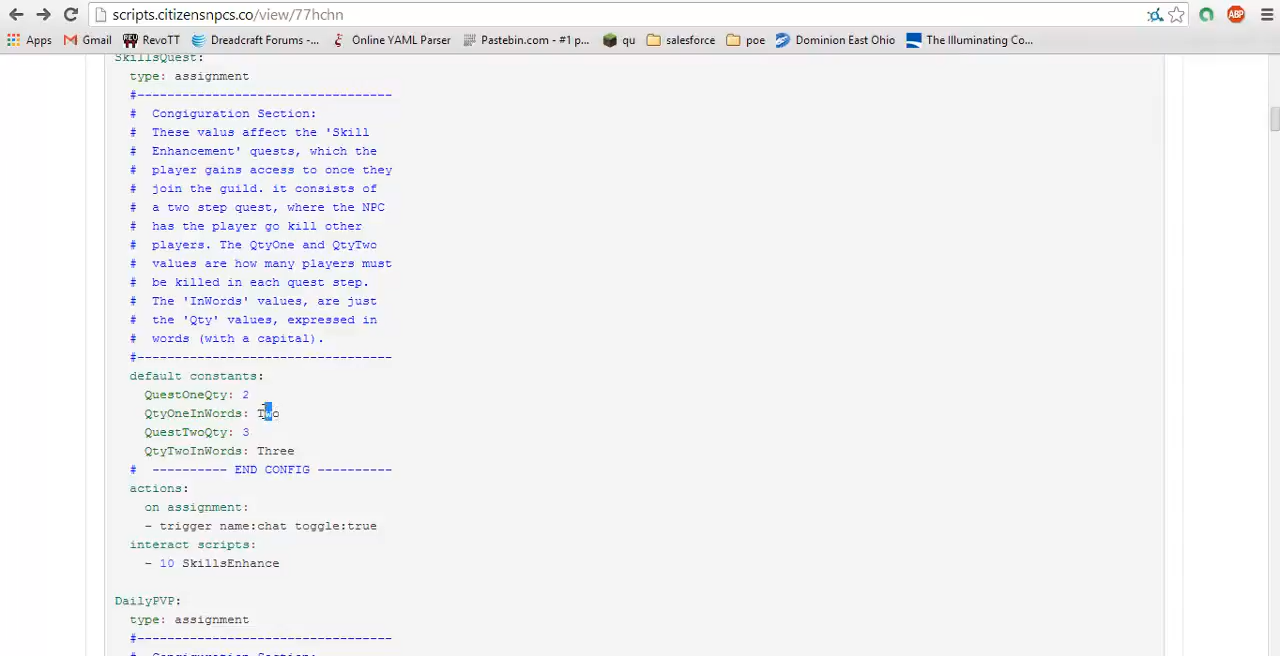 scripts.citizensnpcs.co/view/77hchn
Apps Gmail RevoTT Dreadcraft Forums -... Online YAML Parser Pastebin.com - #1 p... qu salesforce poe Dominion East Ohio The Illuminating Co...
SkillsQuest:
type: assignment
#----------------------------------
# Congiguration Section:
# These valus affect the 'Skill
# Enhancement' quests, which the
# player gains access to once they
# join the guild. it consists of
# a two step quest, where the NPC
# has the player go kill other
# players. The QtyOne and QtyTwo
# values are how many players must
# be killed in each quest step.
# The 'InWords' values, are just
# the 'Qty' values, expressed in
# words (with a capital).
#----------------------------------
default constants:
QuestOneQty: 2
QtyOneInWords: Two
QuestTwoQty: 3
QtyTwoInWords: Three
# ---------- END CONFIG ----------
actions:
on assignment:
- trigger name:chat toggle:true
interact scripts:
- 10 SkillsEnhance
DailyPVP:
type: assignment
#----------------------------------
# Congiguration Section: